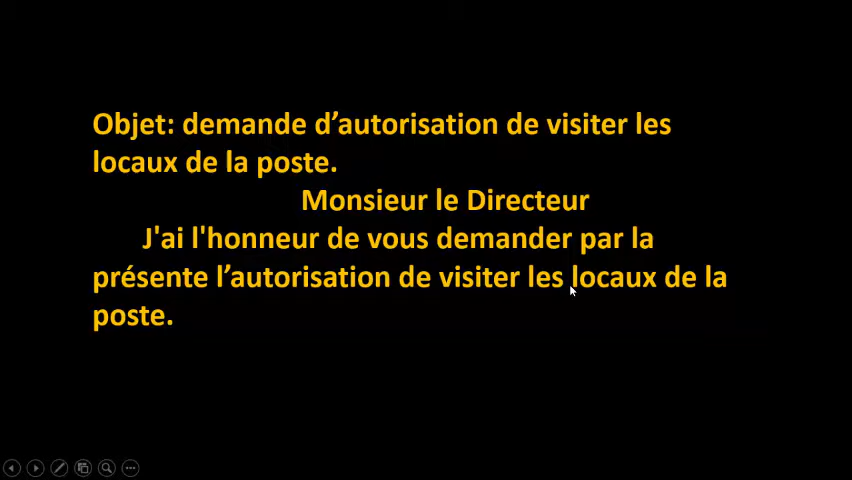 Objet: demande d’autorisation de visiter les
locaux de la poste.
Monsieur le Directeur
J'ai l'honneur de vous demander par la
présente l’autorisation de visiter les locaux de la
poste.